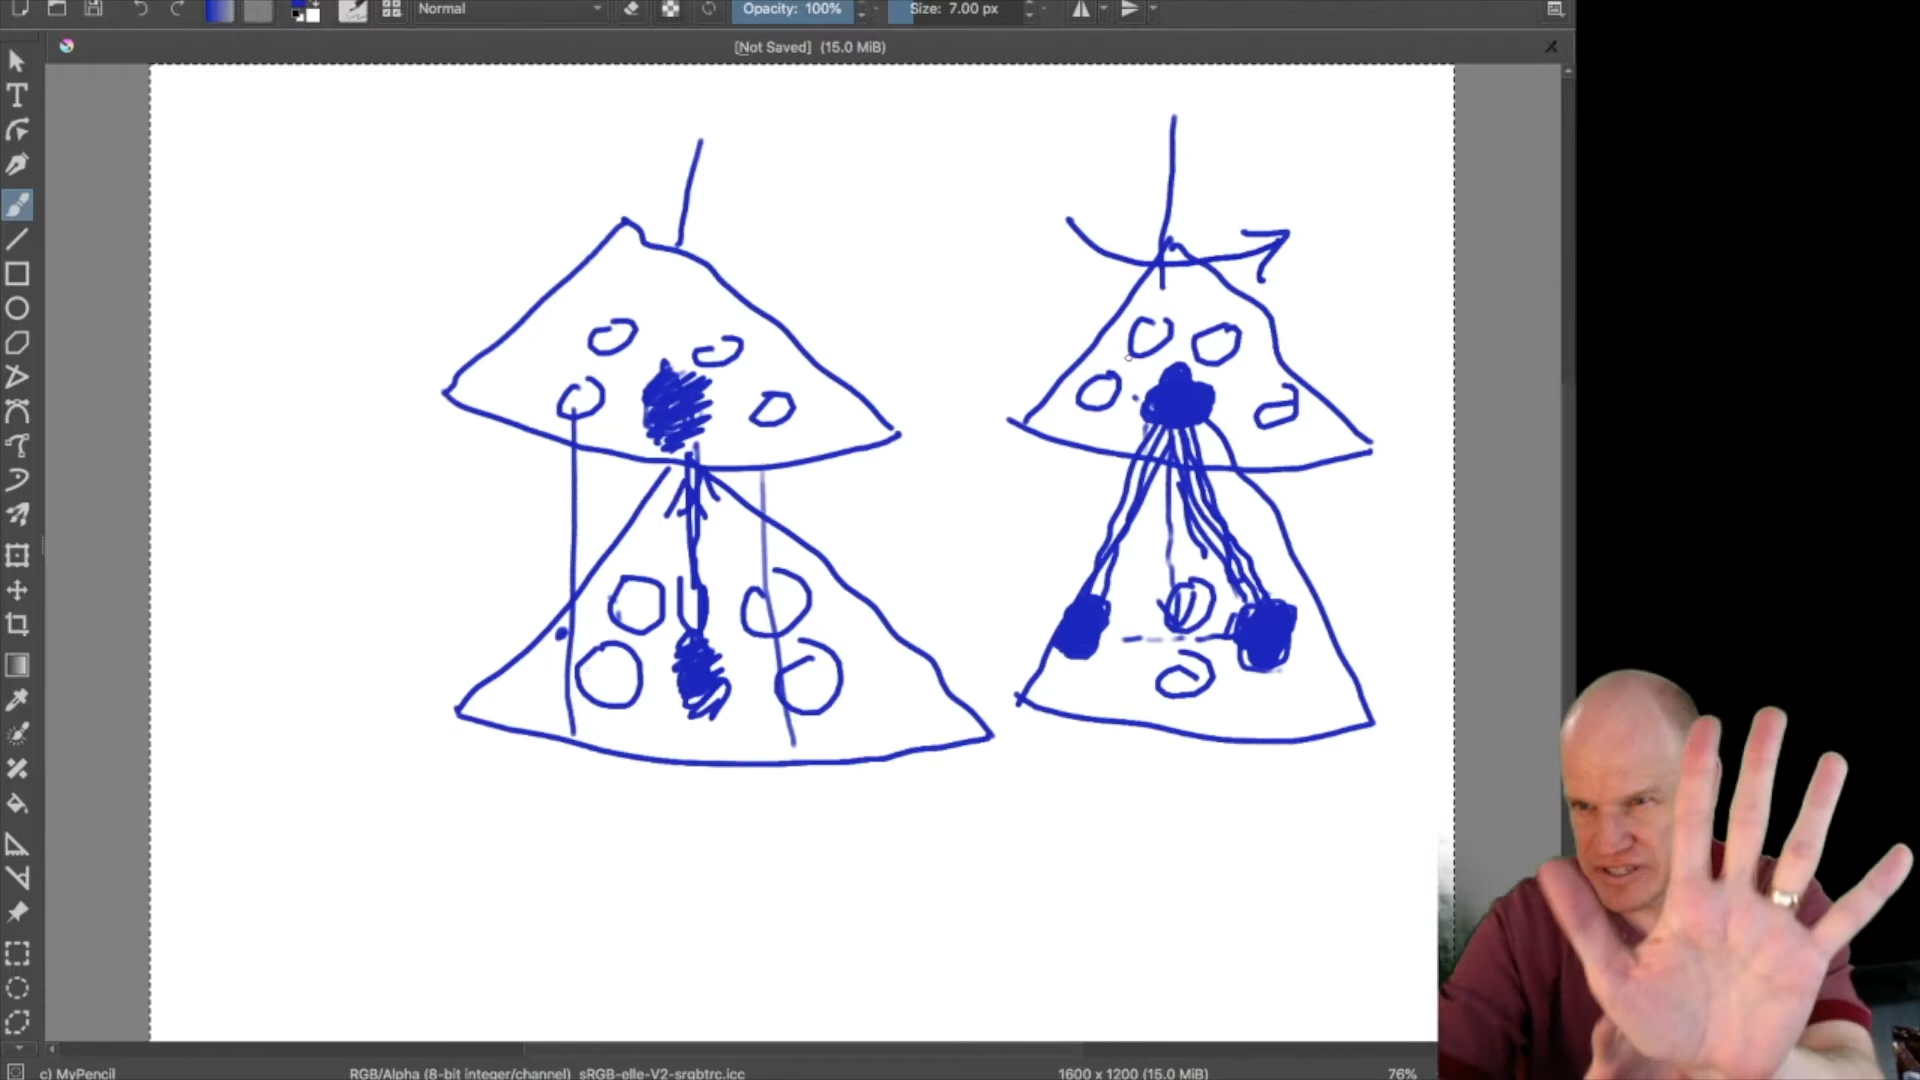 Normal
Opacity: 100%
Size: 7.00 px
[Not Saved] (15.0 MiB)
c) MyPencil
RGB/Alpha (8-bit integer/channel) sRGB-elle-V2-srgbtrc.icc
1600 x 1200 (15.0 MiB)
76%